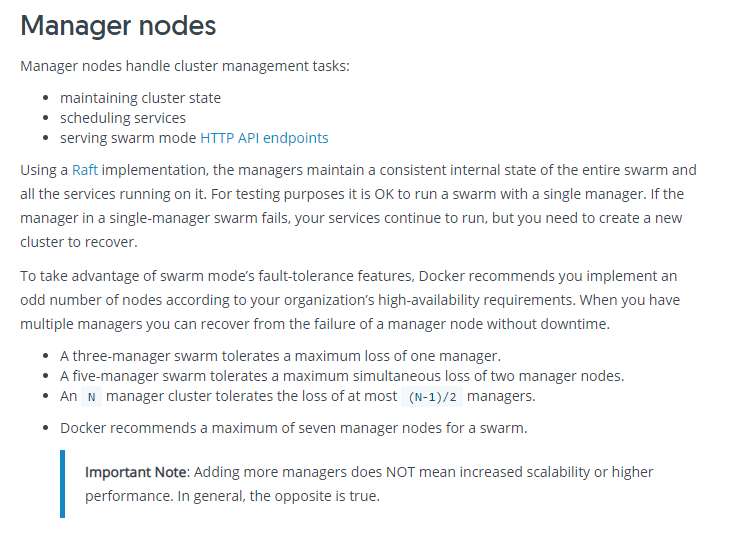 Manager nodes
Manager nodes handle cluster management tasks:
• maintaining cluster state
• scheduling services
• serving swarm mode HTTP API endpoints
Using a Raft implementation, the managers maintain a consistent internal state of the entire swarm and
all the services running on it. For testing purposes it is OK to run a swarm with a single manager. If the
manager in a single-manager swarm fails, your services continue to run, but you need to create a new
cluster to recover.
To take advantage of swarm mode’s fault-tolerance features, Docker recommends you implement an
odd number of nodes according to your organization’s high-availability requirements. When you have
multiple managers you can recover from the failure of a manager node without downtime.
• A three-manager swarm tolerates a maximum loss of one manager.
• A five-manager swarm tolerates a maximum simultaneous loss of two manager nodes.
• An N manager cluster tolerates the loss of at most (N-1)/2 managers.
• Docker recommends a maximum of seven manager nodes for a swarm.
Important Note: Adding more managers does NOT mean increased scalability or higher
performance. In general, the opposite is true.